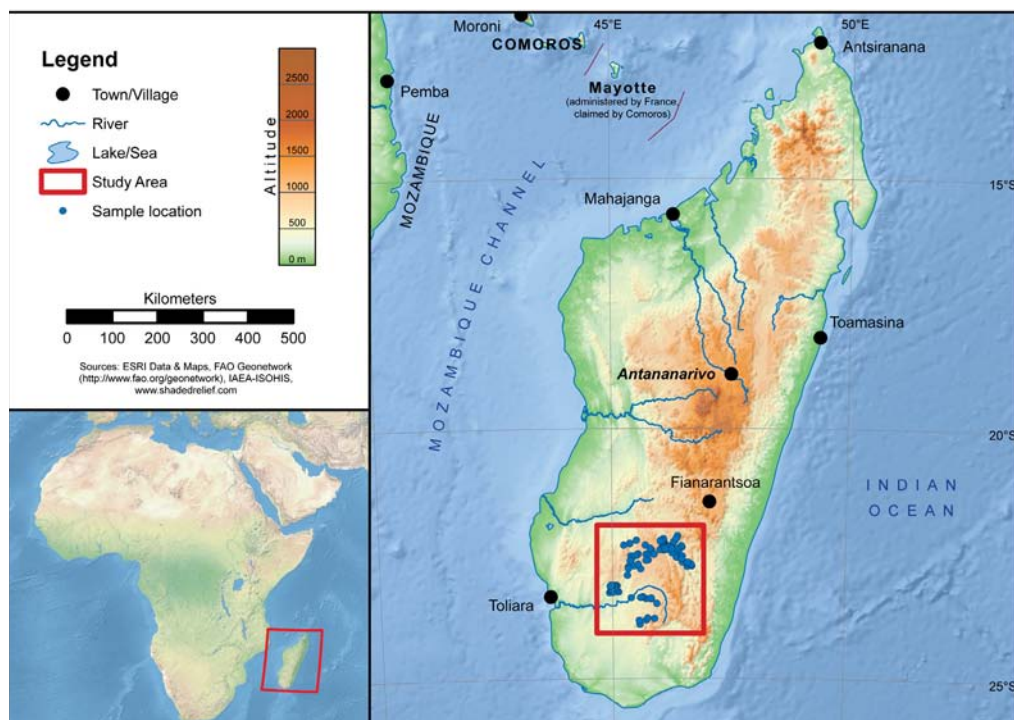 Legend
Town/Village
River
Lake/Sea
Study Area
Sample location
Altitude
2500
2000
1500
1000
500
0 m
Kilometers
0 100 200 300 400 500
Sources: ESRI Data & Maps, FAO Geonetwork
(http://www.fao.org/geonetwork), IAEA-ISOHIS,
www.shadedrelief.com
45°E
50°E
Moroni
COMOROS
Antsiranana
Pemba
Mayotte
(administered by France,
claimed by Comoros)
MOZAMBIQUE
15°S
Mahajanga
MOZAMBIQUE CHANNEL
Toamasina
Antananarivo
20°S
Fianarantsoa
INDIAN
OCEAN
Toliara
25°S